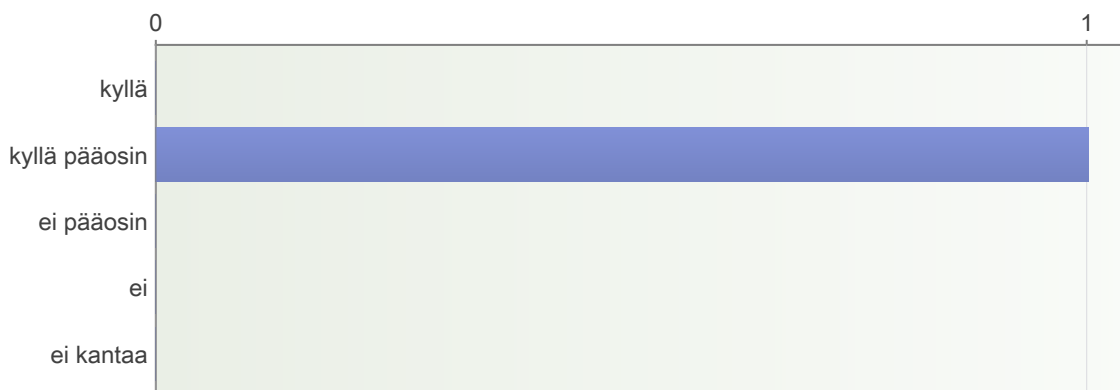 0 1
kyllä
kyllä pääosin
ei pääosin
ei
ei kantaa